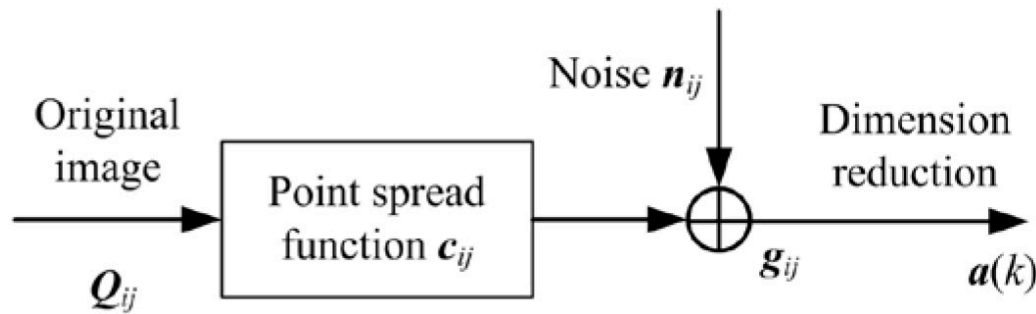 Original
image
Q_ij
Point spread
function c_ij
Noise n_ij
g_ij
Dimension
reduction
a(k)